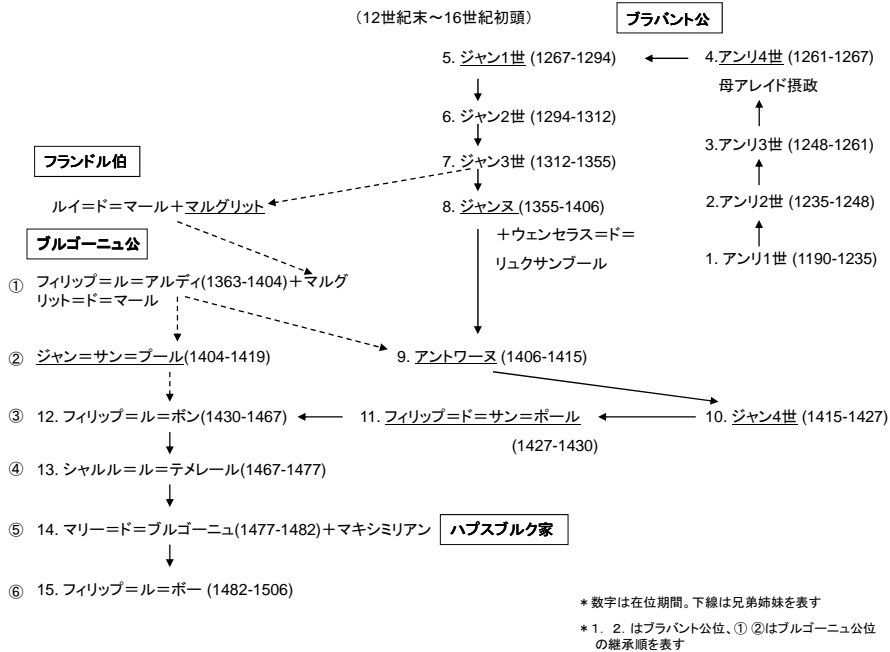 (12世紀末～16世紀初頭)
ブラバント公
5. ジャン1世 (1267-1294)
4.アンリ4世 (1261-1267)
母アレイド摂政
6. ジャン2世 (1294-1312)
3.アンリ3世 (1248-1261)
フランドル伯
7. ジャン3世 (1312-1355)
ルイ＝ド＝マール＋マルグリット
8. ジャンヌ (1355-1406)
2.アンリ2世 (1235-1248)
＋ウェンセラス＝ド＝
リュクサンブール
ブルゴーニュ公
1. アンリ1世 (1190-1235)
① フィリップ＝ル＝アルディ(1363-1404)＋マルグ
リット＝ド＝マール
② ジャン＝サン＝プール(1404-1419)
9. アントワーヌ (1406-1415)
③ 12. フィリップ＝ル＝ボン(1430-1467)
11. フィリップ＝ド＝サン＝ポール
(1427-1430)
10. ジャン4世 (1415-1427)
④ 13. シャルル＝ル＝テメレール(1467-1477)
⑤ 14. マリー＝ド＝ブルゴーニュ(1477-1482)＋マキシミリアン
ハプスブルク家
⑥ 15. フィリップ＝ル＝ボー (1482-1506)
＊数字は在位期間。下線は兄弟姉妹を表す
＊1. 2. はブラバント公位、① ②はブルゴーニュ公位
の継承順を表す